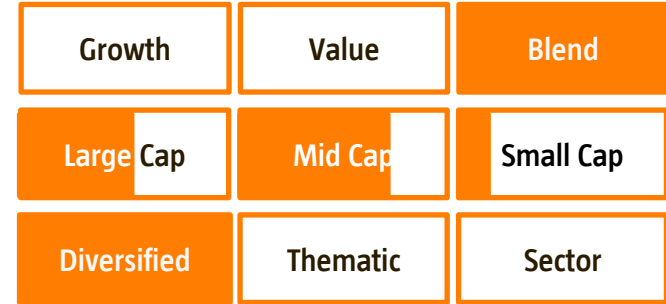 Growth Value Blend
Large Cap Mid Cap Small Cap
Diversified Thematic Sector